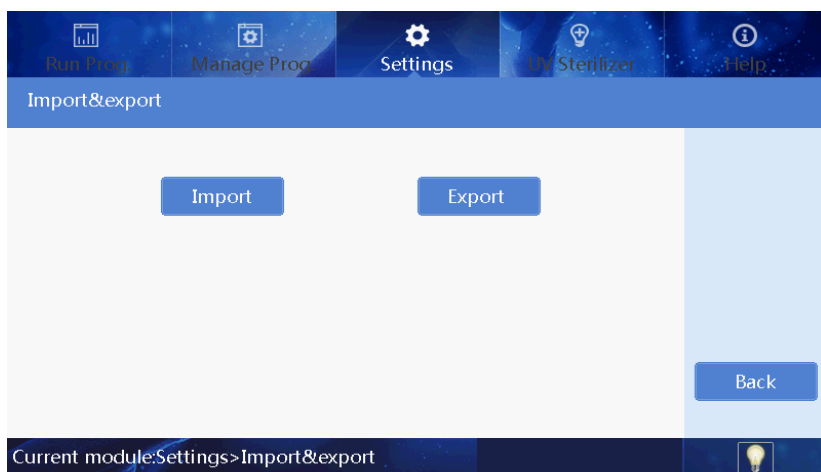 Run Prog
Manage Prog
Settings
UV Sterilizer
Help
Import&export
Import
Export
Back
Current module:Settings>Import&export